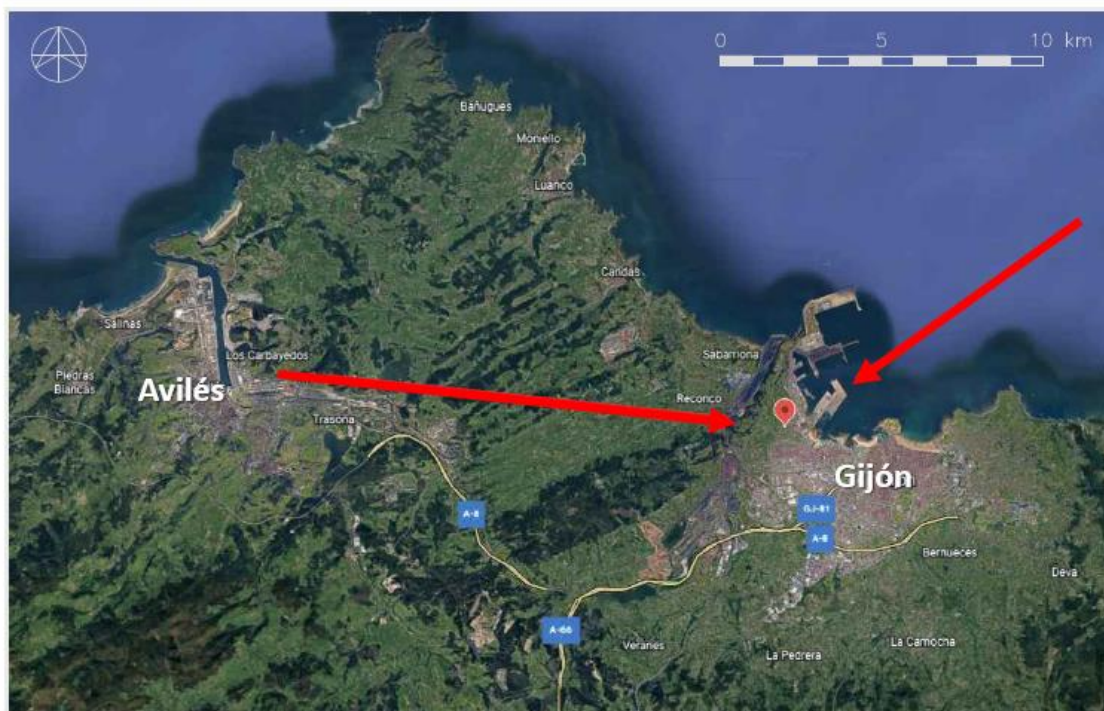 0 5 10 km
Bañugues
Moniello
Luanco
Candás
Salinas
Los Carbayedos
Piedras
Blancas
Avilés
Trasona
Sabarriona
Reconco
Gijón
GJ-81
A-8
A-8
Bernueces
Deva
A-66
Veranes
La Camocha
La Pedrera